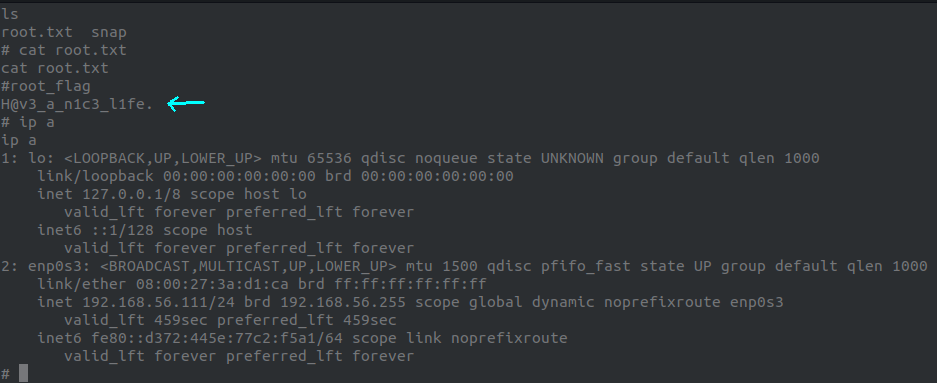 ls
root.txt  snap
# cat root.txt
cat root.txt
#root_flag
H@v3_a_n1c3_l1fe.
# ip a
ip a
1: lo: <LOOPBACK,UP,LOWER_UP> mtu 65536 qdisc noqueue state UNKNOWN group default qlen 1000
    link/loopback 00:00:00:00:00:00 brd 00:00:00:00:00:00
    inet 127.0.0.1/8 scope host lo
       valid_lft forever preferred_lft forever
    inet6 ::1/128 scope host
       valid_lft forever preferred_lft forever
2: enp0s3: <BROADCAST,MULTICAST,UP,LOWER_UP> mtu 1500 qdisc pfifo_fast state UP group default qlen 1000
    link/ether 08:00:27:3a:d1:ca brd ff:ff:ff:ff:ff:ff
    inet 192.168.56.111/24 brd 192.168.56.255 scope global dynamic noprefixroute enp0s3
       valid_lft 459sec preferred_lft 459sec
    inet6 fe80::d372:445e:77c2:f5a1/64 scope link noprefixroute
       valid_lft forever preferred_lft forever
#